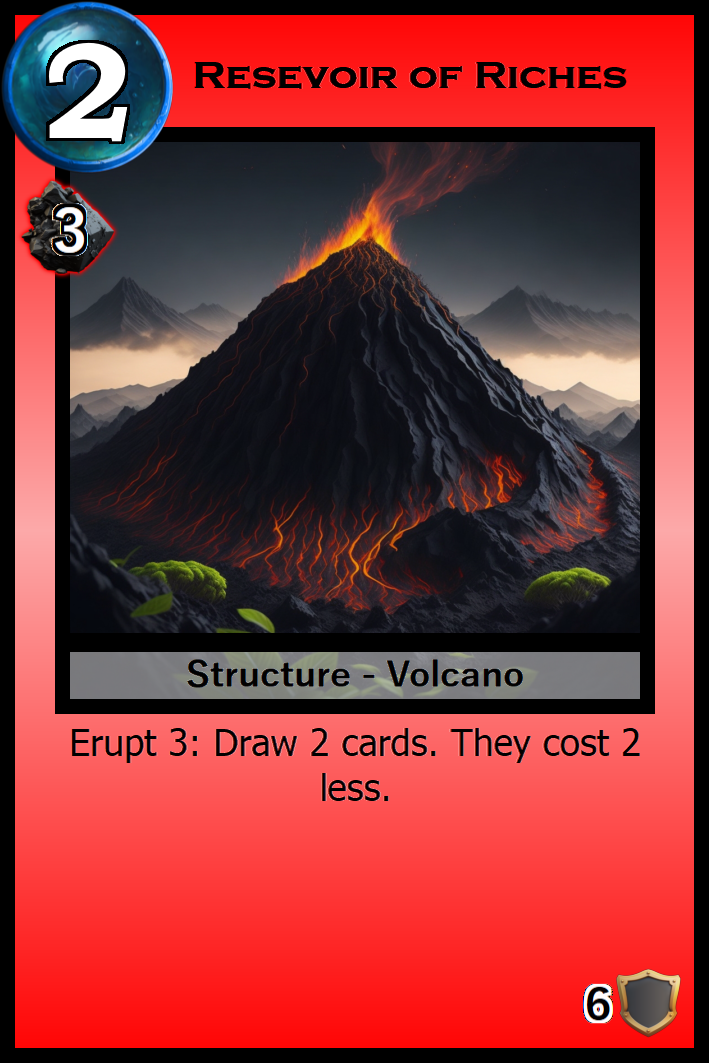 2
Resevoir of Riches
3
Structure - Volcano
Erupt 3: Draw 2 cards. They cost 2
less.
6